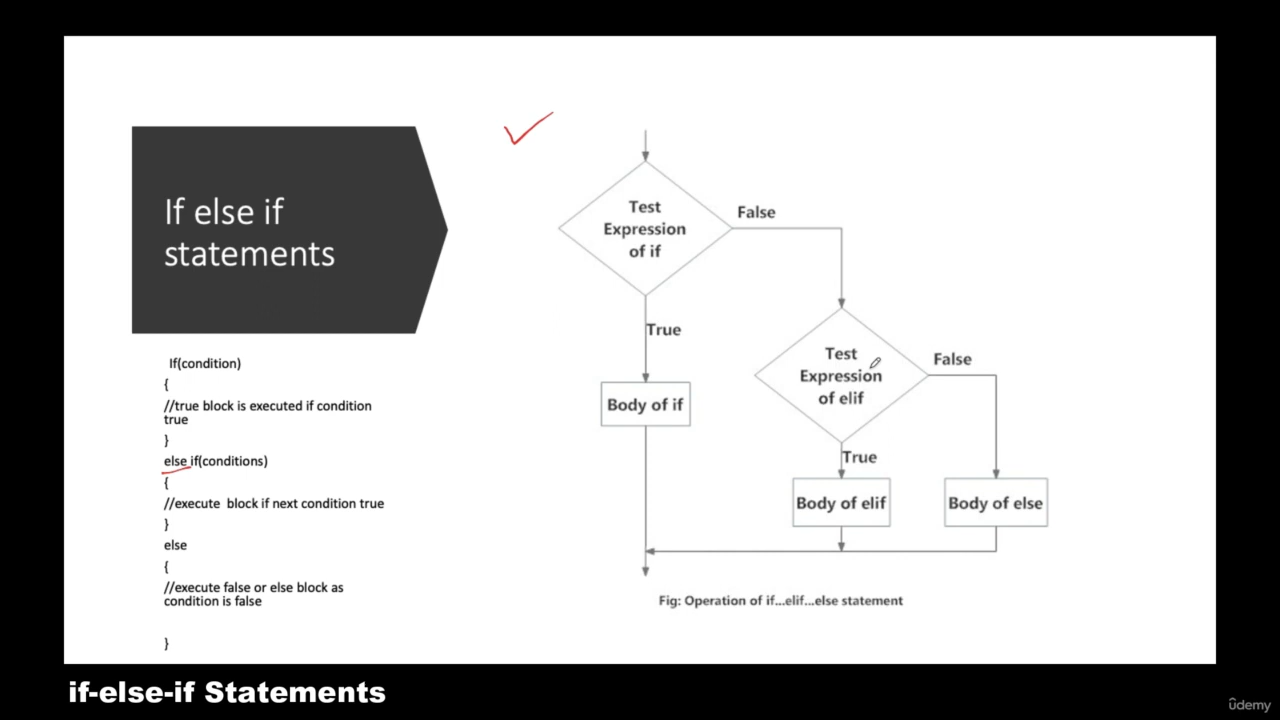 If else if
statements
If(condition)
{
//true block is executed if condition
true
}
else if(conditions)
{
//execute  block if next condition true
}
else
{
//execute false or else block as
condition is false
}
Test
Expression
of if
False
True
Body of if
Test
Expression
of elif
False
True
Body of elif
Body of else
Fig: Operation of if...elif...else statement
if-else-if Statements
ûdemy